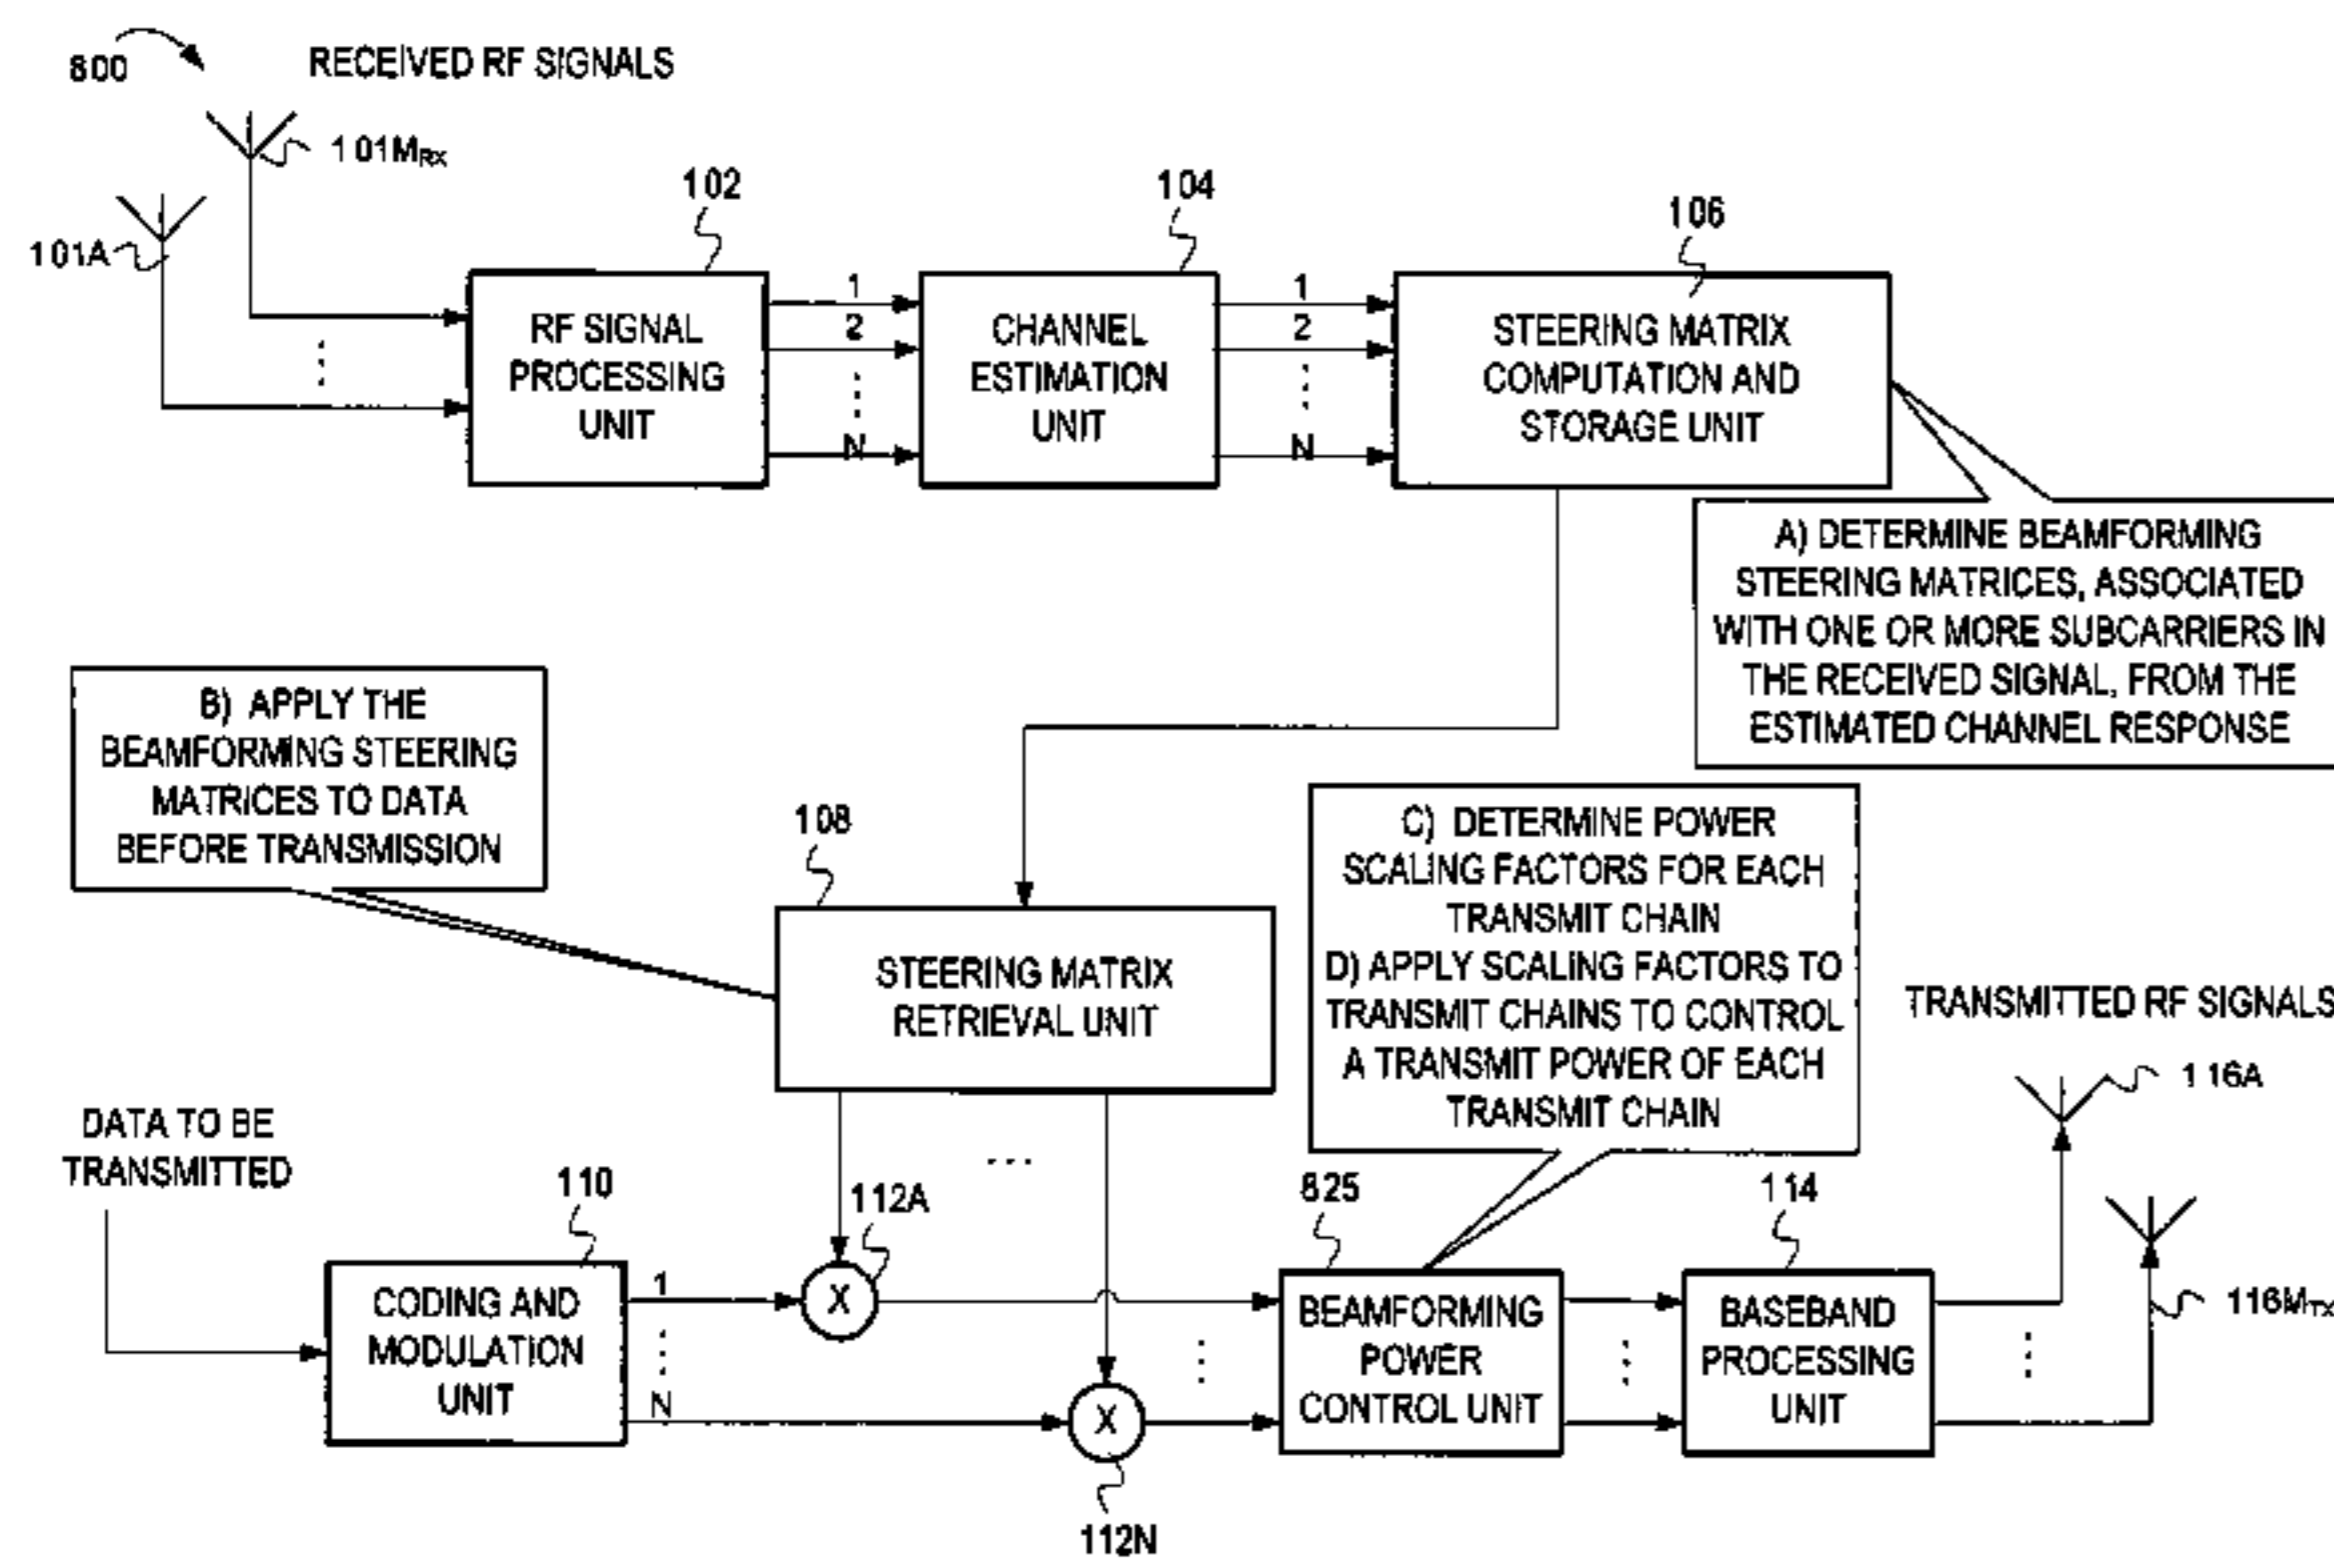 800
RECEIVED RF SIGNALS
101MRX
101A
102
104
106
RF SIGNAL
PROCESSING
UNIT
1
2
N
CHANNEL
ESTIMATION
UNIT
1
2
N
STEERING MATRIX
COMPUTATION AND
STORAGE UNIT
A) DETERMINE BEAMFORMING
STEERING MATRICES, ASSOCIATED
WITH ONE OR MORE SUBCARRIERS IN
THE RECEIVED SIGNAL, FROM THE
ESTIMATED CHANNEL RESPONSE
B) APPLY THE
BEAMFORMING STEERING
MATRICES TO DATA
BEFORE TRANSMISSION
108
STEERING MATRIX
RETRIEVAL UNIT
C) DETERMINE POWER
SCALING FACTORS FOR EACH
TRANSMIT CHAIN
D) APPLY SCALING FACTORS TO
TRANSMIT CHAINS TO CONTROL
A TRANSMIT POWER OF EACH
TRANSMIT CHAIN
TRANSMITTED RF SIGNALS
116A
116MTX
DATA TO BE
TRANSMITTED
110
CODING AND
MODULATION
UNIT
1
N
112A
X
X
112N
825
BEAMFORMING
POWER
CONTROL UNIT
114
BASEBAND
PROCESSING
UNIT